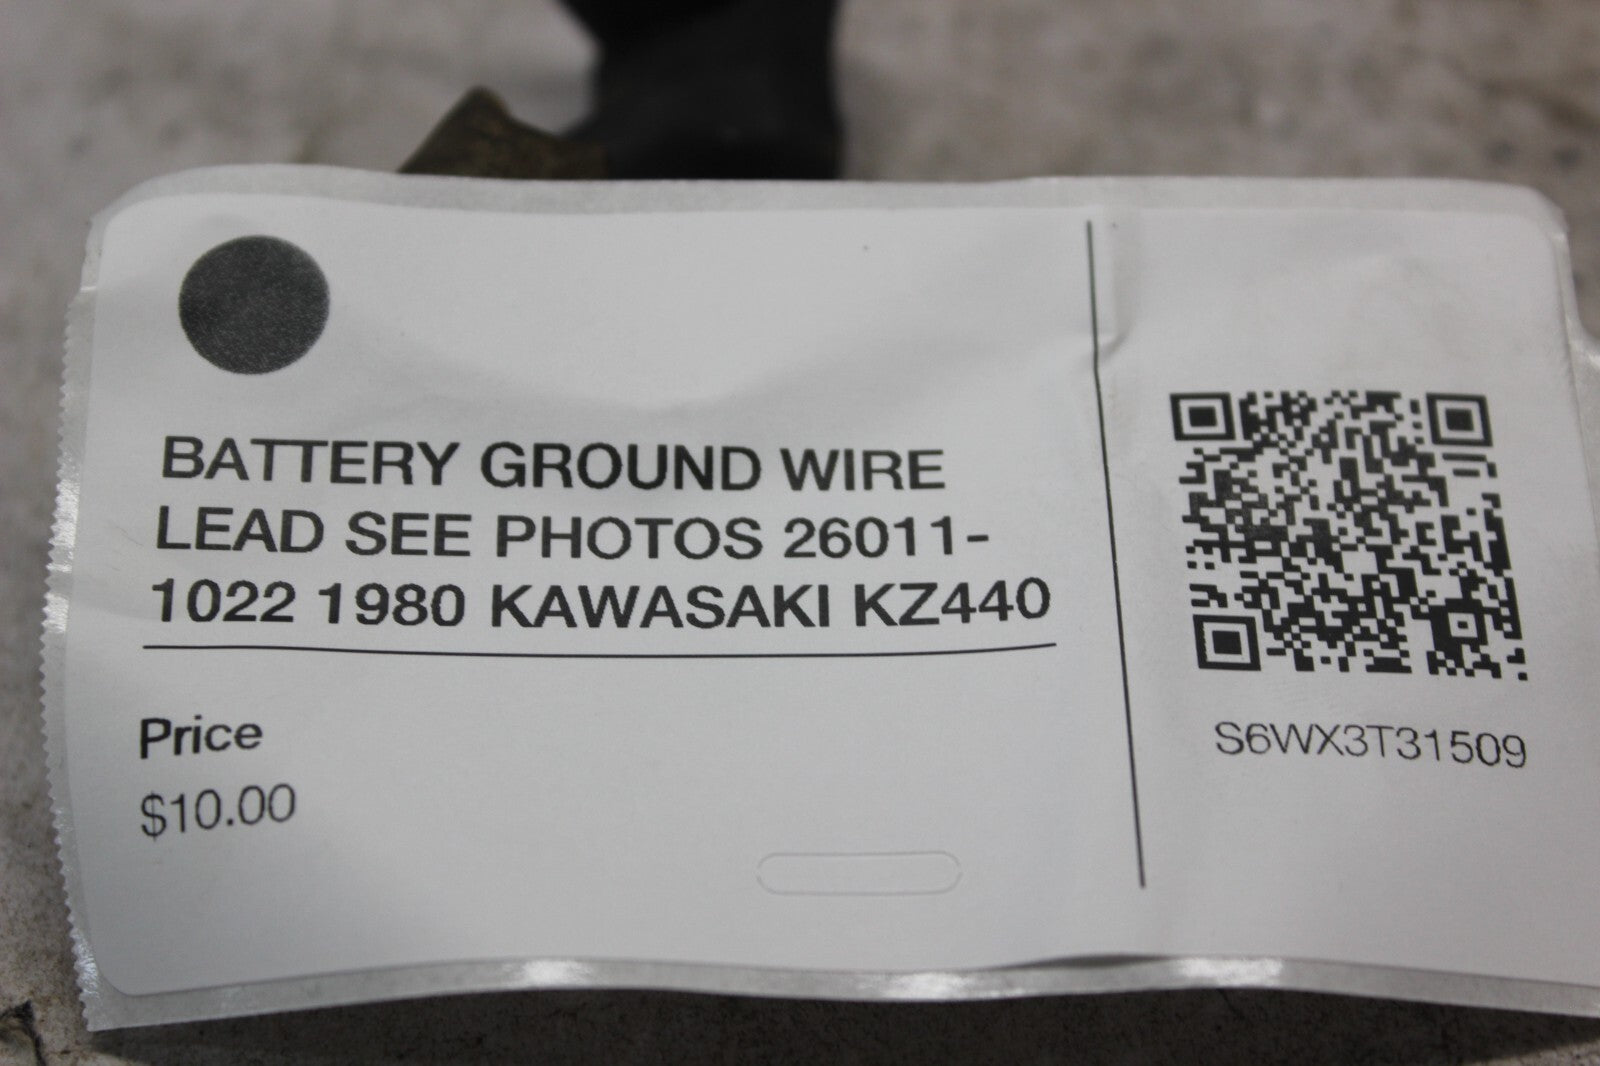 BATTERY GROUND WIRE
LEAD SEE PHOTOS 26011-
1022 1980 KAWASAKI KZ440
Price
$10.00
S6WX3T31509